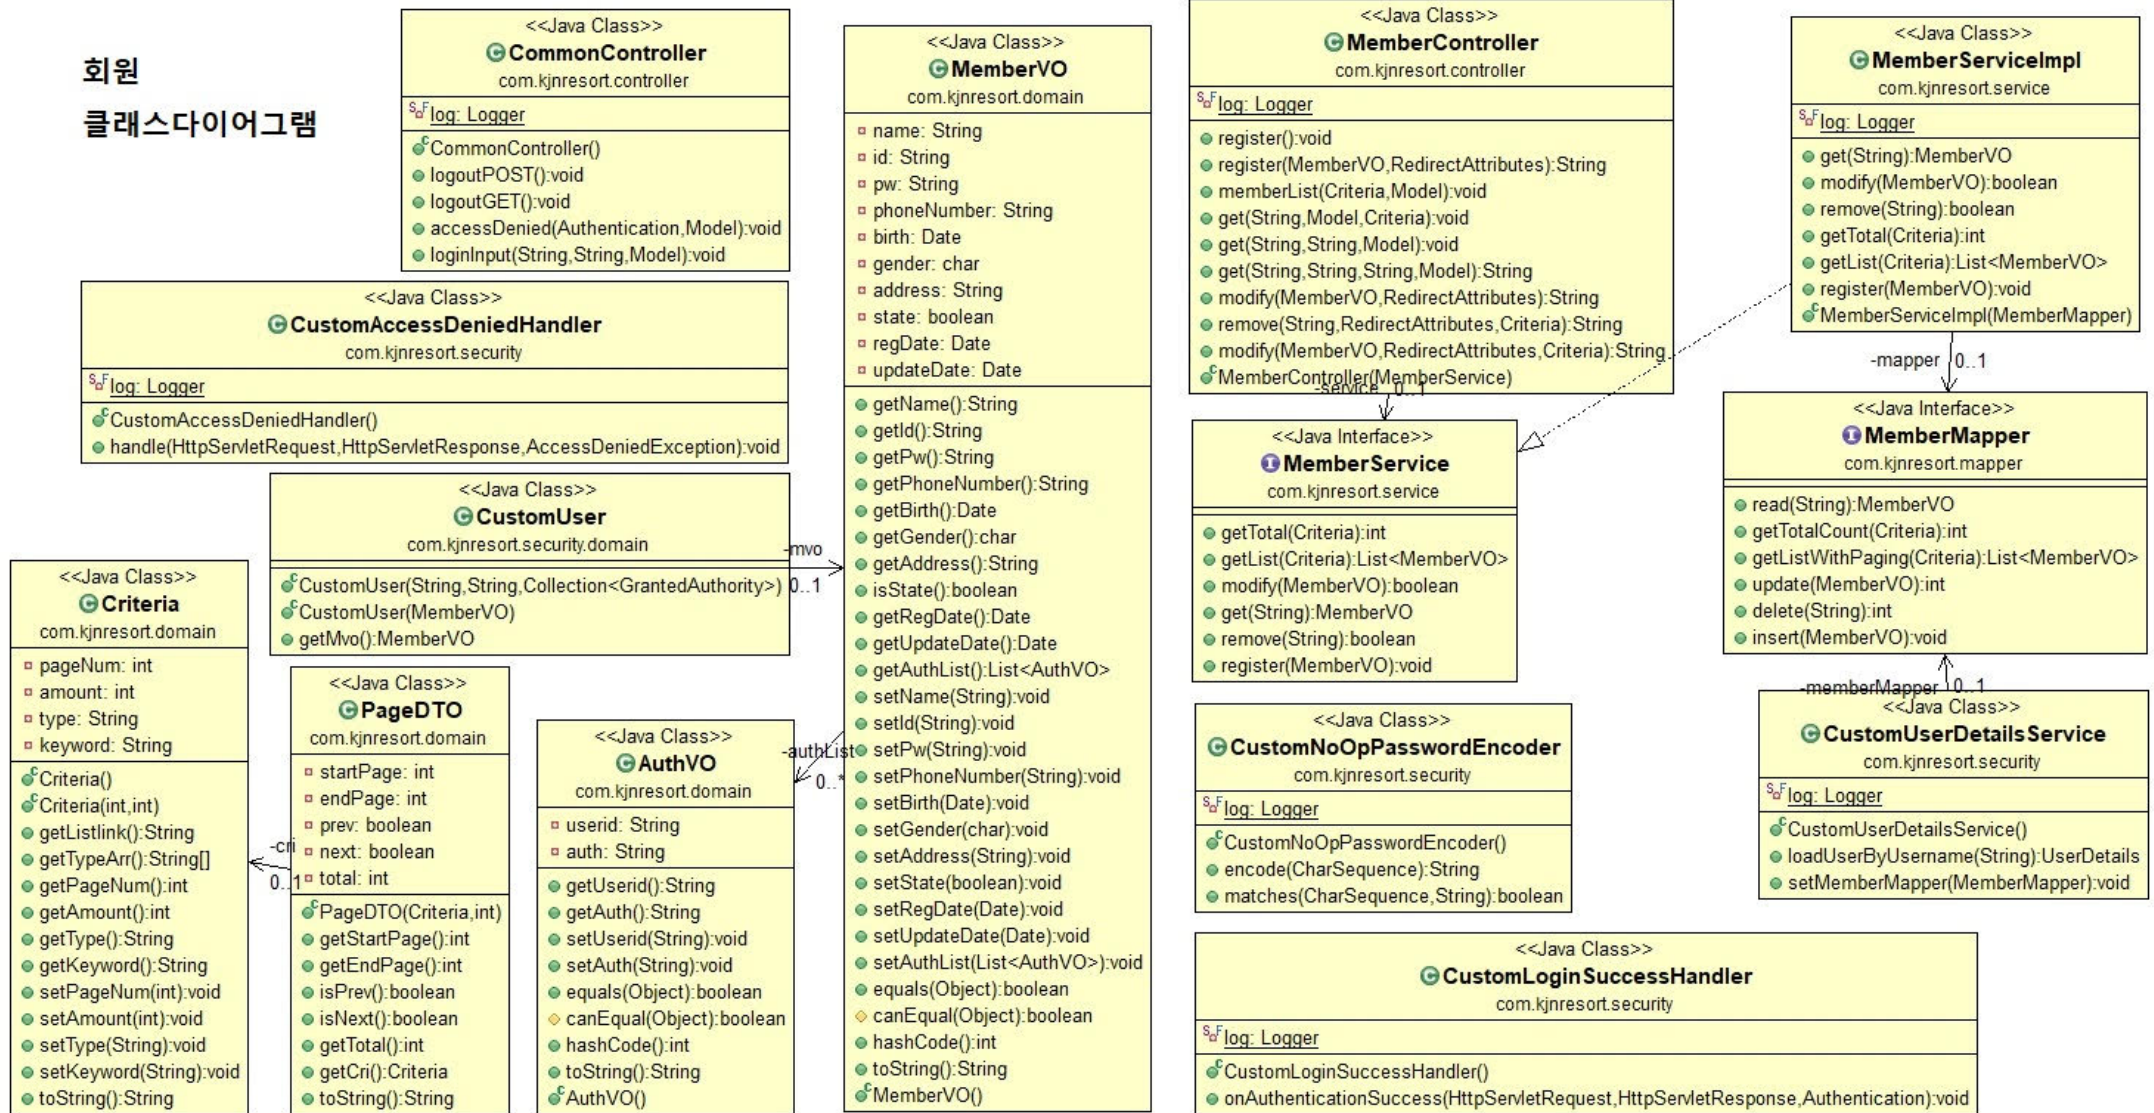 회원
클래스다이어그램
<<Java Class>>
CommonController
com.kjnresort.controller
log: Logger
CommonController()
logoutPOST():void
logoutGET():void
accessDenied(Authentication,Model):void
loginInput(String,String,Model):void
<<Java Class>>
CustomAccessDeniedHandler
com.kjnresort.security
log: Logger
CustomAccessDeniedHandler()
handle(HttpServletRequest,HttpServletResponse,AccessDeniedException):void
<<Java Class>>
CustomUser
com.kjnresort.security.domain
CustomUser(String,String,Collection<GrantedAuthority>)
CustomUser(MemberVO)
getMvo():MemberVO
-mvo
0..1
<<Java Class>>
Criteria
com.kjnresort.domain
pageNum: int
amount: int
type: String
keyword: String
Criteria()
Criteria(int,int)
getListlink():String
getTypeArr():String[]
getPageNum():int
getAmount():int
getType():String
getKeyword():String
setPageNum(int):void
setAmount(int):void
setType(String):void
setKeyword(String):void
toString():String
-cri
0..1
<<Java Class>>
PageDTO
com.kjnresort.domain
startPage: int
endPage: int
prev: boolean
next: boolean
total: int
PageDTO(Criteria,int)
getStartPage():int
getEndPage():int
isPrev():boolean
isNext():boolean
getTotal():int
getCri():Criteria
toString():String
<<Java Class>>
AuthVO
com.kjnresort.domain
userid: String
auth: String
getUserid():String
getAuth():String
setUserid(String):void
setAuth(String):void
equals(Object):boolean
canEqual(Object):boolean
hashCode():int
toString():String
AuthVO()
-authList
0..*
<<Java Class>>
MemberVO
com.kjnresort.domain
name: String
id: String
pw: String
phoneNumber: String
birth: Date
gender: char
address: String
state: boolean
regDate: Date
updateDate: Date
getName():String
getId():String
getPw():String
getPhoneNumber():String
getBirth():Date
getGender():char
getAddress():String
isState():boolean
getRegDate():Date
getUpdateDate():Date
getAuthList():List<AuthVO>
setName(String):void
setId(String):void
setPw(String):void
setPhoneNumber(String):void
setBirth(Date):void
setGender(char):void
setAddress(String):void
setState(boolean):void
setRegDate(Date):void
setUpdateDate(Date):void
setAuthList(List<AuthVO>):void
equals(Object):boolean
canEqual(Object):boolean
hashCode():int
toString():String
MemberVO()
<<Java Class>>
MemberController
com.kjnresort.controller
log: Logger
register():void
register(MemberVO,RedirectAttributes):String
memberList(Criteria,Model):void
get(String,Model,Criteria):void
get(String,String,Model):void
get(String,String,String,Model):String
modify(MemberVO,RedirectAttributes):String
remove(String,RedirectAttributes,Criteria):String
modify(MemberVO,RedirectAttributes,Criteria):String
MemberController(MemberService)
-service 0..1
<<Java Interface>>
MemberService
com.kjnresort.service
getTotal(Criteria):int
getList(Criteria):List<MemberVO>
modify(MemberVO):boolean
get(String):MemberVO
remove(String):boolean
register(MemberVO):void
<<Java Class>>
CustomNoOpPasswordEncoder
com.kjnresort.security
log: Logger
CustomNoOpPasswordEncoder()
encode(CharSequence):String
matches(CharSequence,String):boolean
<<Java Class>>
CustomLoginSuccessHandler
com.kjnresort.security
log: Logger
CustomLoginSuccessHandler()
onAuthenticationSuccess(HttpServletRequest,HttpServletResponse,Authentication):void
<<Java Class>>
MemberServiceImpl
com.kjnresort.service
log: Logger
get(String):MemberVO
modify(MemberVO):boolean
remove(String):boolean
getTotal(Criteria):int
getList(Criteria):List<MemberVO>
register(MemberVO):void
MemberServiceImpl(MemberMapper)
-mapper 0..1
<<Java Interface>>
MemberMapper
com.kjnresort.mapper
read(String):MemberVO
getTotalCount(Criteria):int
getListWithPaging(Criteria):List<MemberVO>
update(MemberVO):int
delete(String):int
insert(MemberVO):void
-memberMapper 0..1
<<Java Class>>
CustomUserDetailsService
com.kjnresort.security
log: Logger
CustomUserDetailsService()
loadUserByUsername(String):UserDetails
setMemberMapper(MemberMapper):void